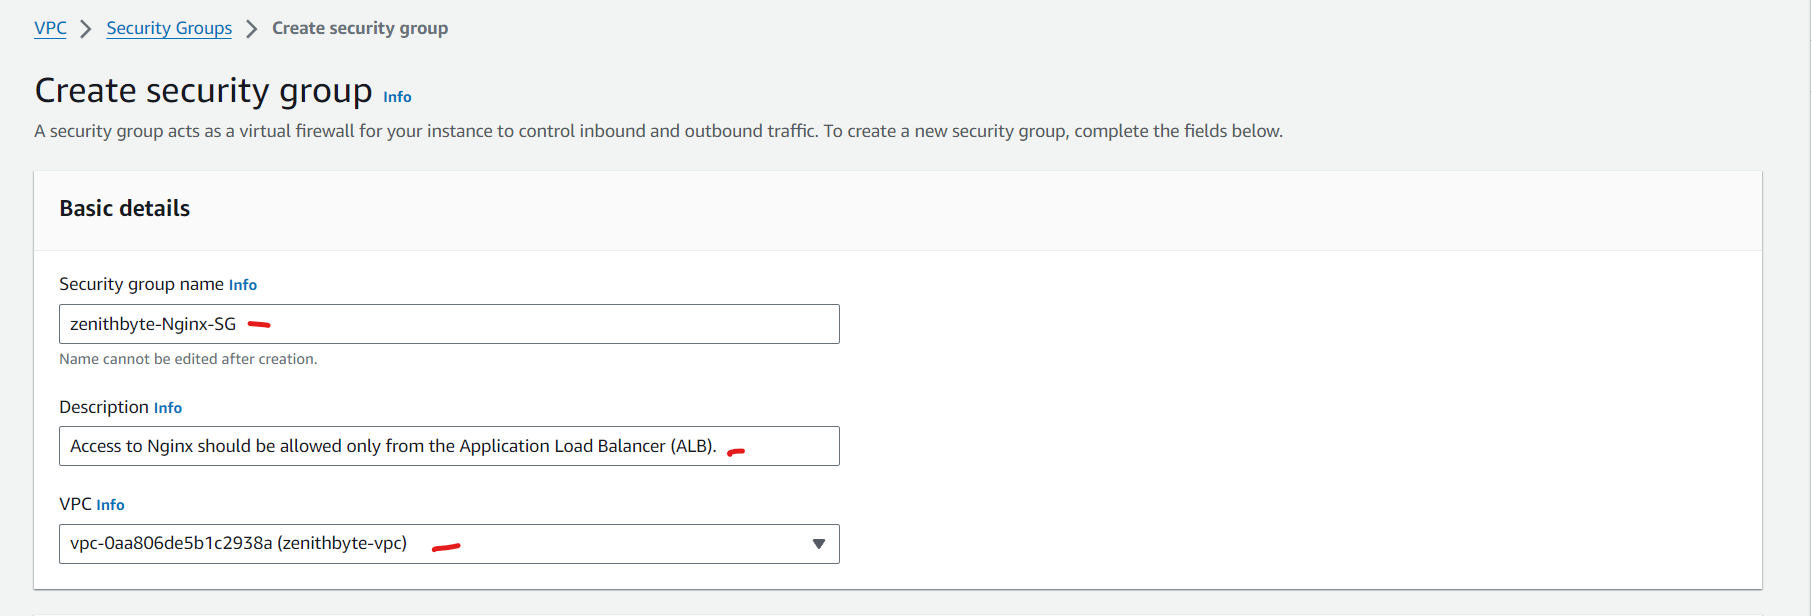 VPC > Security Groups > Create security group
Create security group Info
A security group acts as a virtual firewall for your instance to control inbound and outbound traffic. To create a new security group, complete the fields below.
Basic details
Security group name Info
zenithbyte-Nginx-SG
Name cannot be edited after creation.
Description Info
Access to Nginx should be allowed only from the Application Load Balancer (ALB).
VPC Info
vpc-0aa806de5b1c2938a (zenithbyte-vpc)